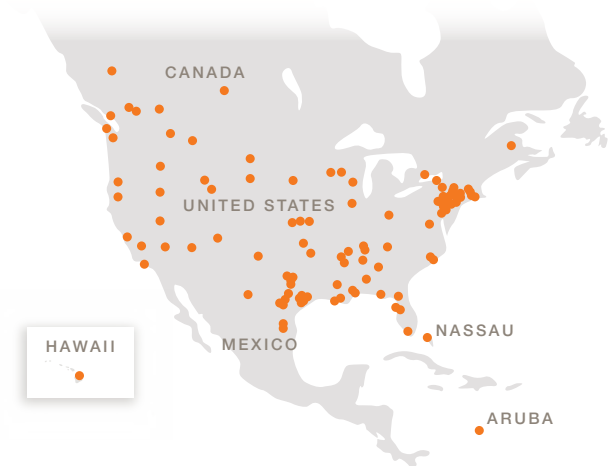 CANADA
UNITED STATES
NASSAU
HAWAII
MEXICO
ARUBA